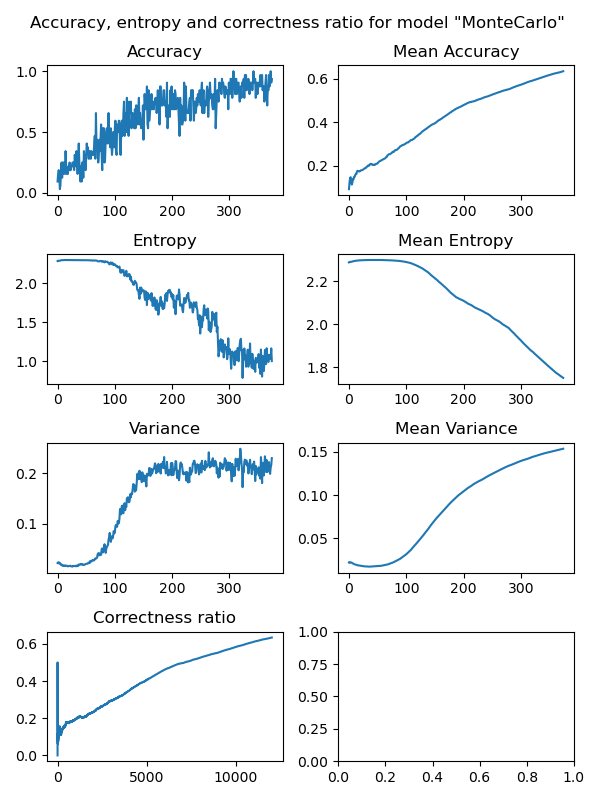 Accuracy, entropy and correctness ratio for model "MonteCarlo"
Accuracy
Mean Accuracy
1.0
0.5
0.0
0 100 200 300
0.6
0.4
0.2
0 100 200 300
Entropy
Mean Entropy
2.0
1.5
1.0
0 100 200 300
2.2
2.0
1.8
0 100 200 300
Variance
Mean Variance
0.2
0.1
0 100 200 300
0.15
0.10
0.05
0 100 200 300
Correctness ratio
0.6
0.4
0.2
0.0
0 5000 10000
1.00
0.75
0.50
0.25
0.00
0.0 0.2 0.4 0.6 0.8 1.0